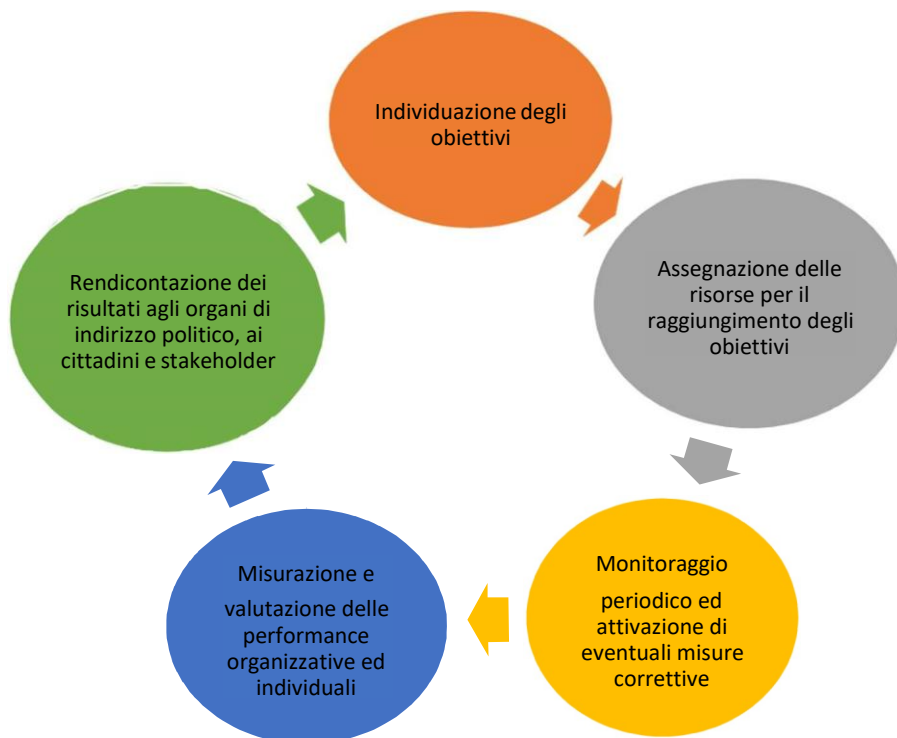 Individuazione degli
obiettivi
Assegnazione delle
risorse per il
raggiungimento degli
obiettivi
Monitoraggio
periodico ed
attivazione di
eventuali misure
correttive
Misurazione e
valutazione delle
performance
organizzative ed
individuali
Rendicontazione dei
risultati agli organi di
indirizzo politico, ai
cittadini e stakeholder